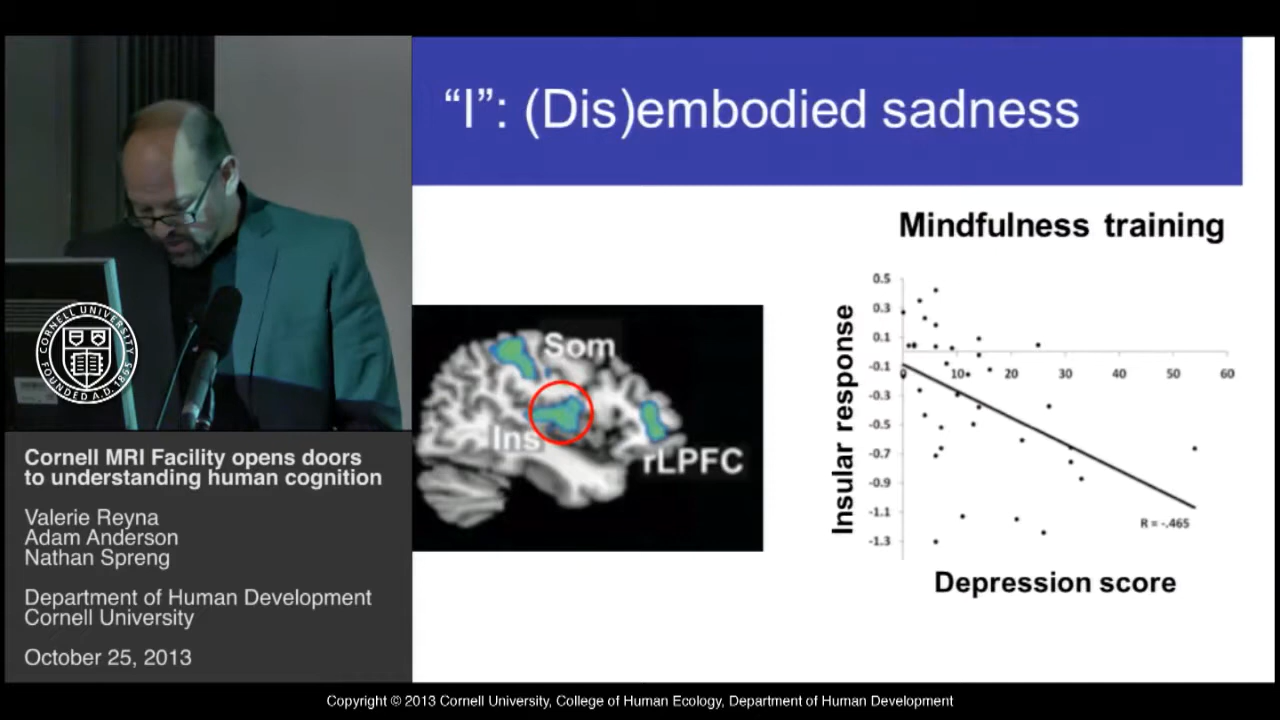 “I”: (Dis)embodied sadness
Mindfulness training
Som
Ins
rLPFC
Insular response
0.5
0.3
0.1
-0.1
-0.3
-0.5
-0.7
-0.9
-1.1
-1.3
0 10 20 30 40 50 60
R = -.465
Depression score
CORNELL UNIVERSITY
FOUNDED A.D. 1865
Cornell MRI Facility opens doors
to understanding human cognition
Valerie Reyna
Adam Anderson
Nathan Spreng
Department of Human Development
Cornell University
October 25, 2013
Copyright © 2013 Cornell University, College of Human Ecology, Department of Human Development